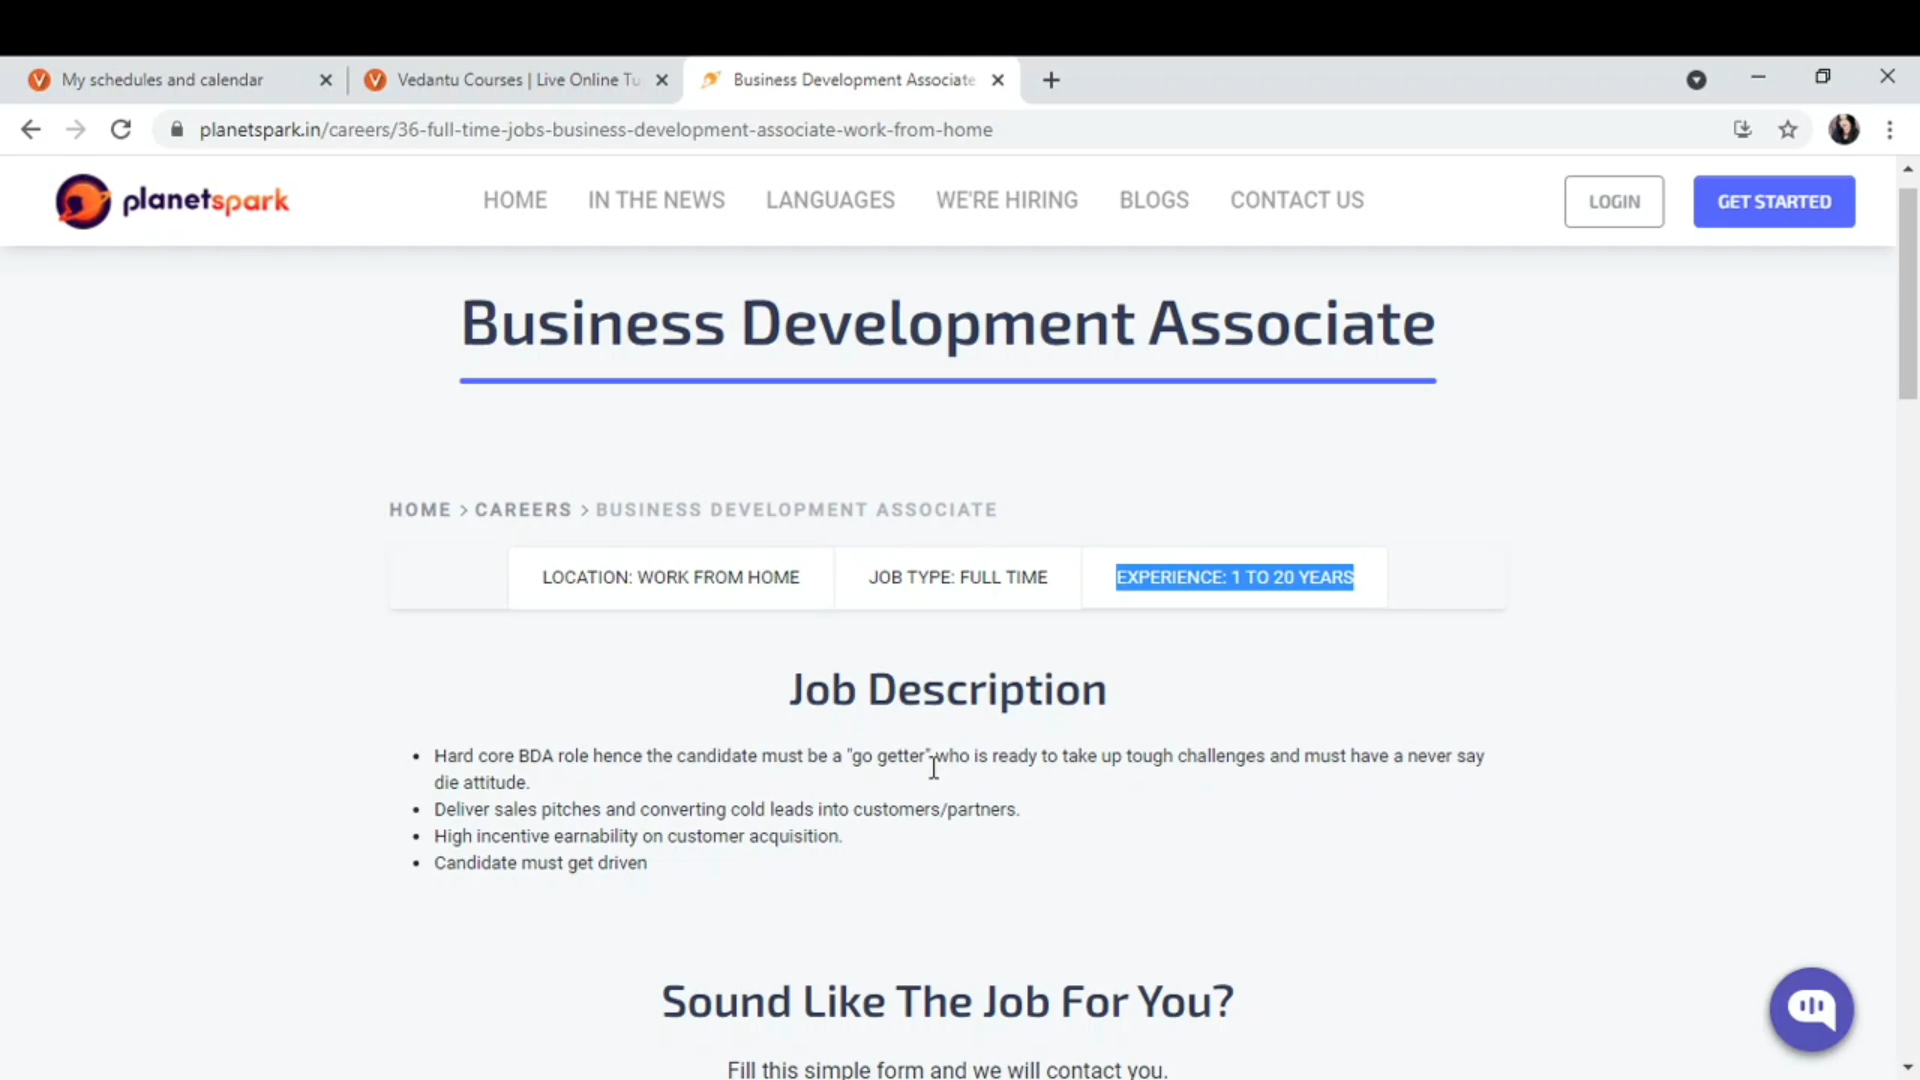 My schedules and calendar
Vedantu Courses | Live Online Tu
Business Development Associate
planetspark.in/careers/36-full-time-jobs-business-development-associate-work-from-home
planetspark
HOME
IN THE NEWS
LANGUAGES
WE'RE HIRING
BLOGS
CONTACT US
LOGIN
GET STARTED
Business Development Associate
HOME > CAREERS > BUSINESS DEVELOPMENT ASSOCIATE
LOCATION: WORK FROM HOME
JOB TYPE: FULL TIME
EXPERIENCE: 1 TO 20 YEARS
Job Description
• Hard core BDA role hence the candidate must be a "go getter" who is ready to take up tough challenges and must have a never say
die attitude.
• Deliver sales pitches and converting cold leads into customers/partners.
• High incentive earnability on customer acquisition.
• Candidate must get driven
Sound Like The Job For You?
Fill this simple form and we will contact you.